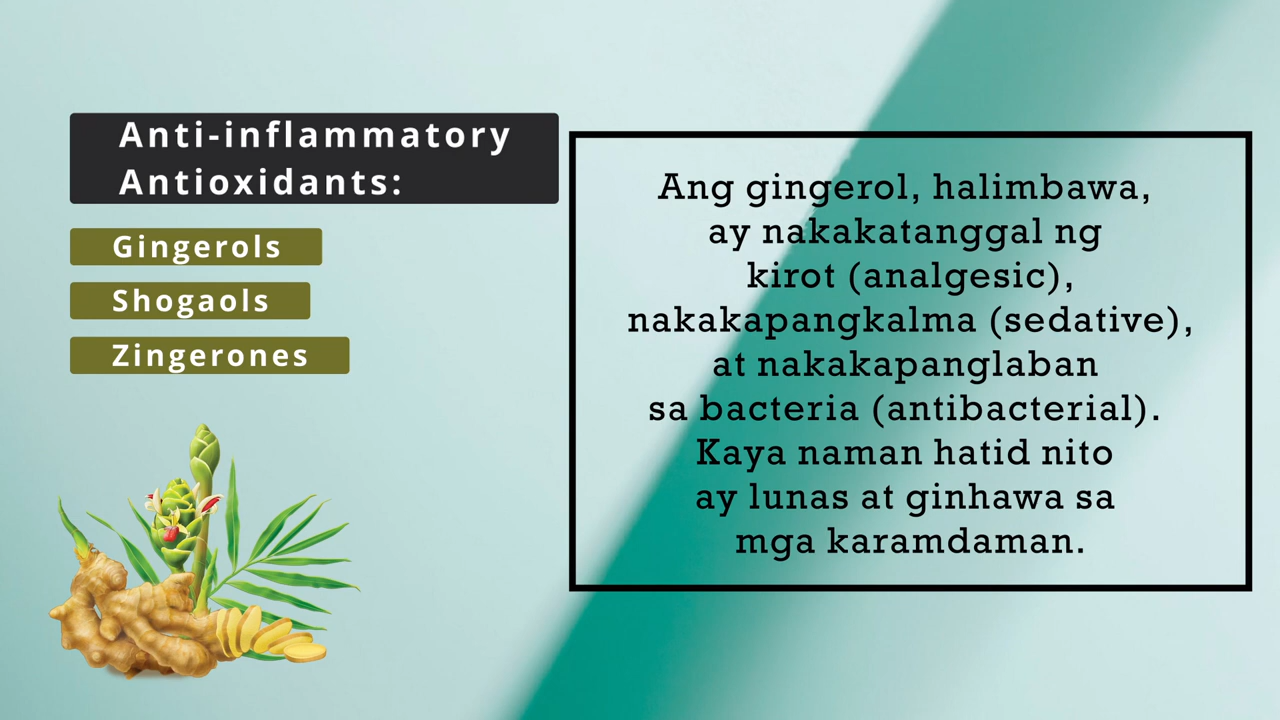 Anti-inflammatory
Antioxidants:
Gingerols
Shogaols
Zingerones
Ang gingerol, halimbawa,
ay nakakatanggal ng
kirot (analgesic),
nakakapangkalma (sedative),
at nakakapanglaban
sa bacteria (antibacterial).
Kaya naman hatid nito
ay lunas at ginhawa sa
mga karamdaman.